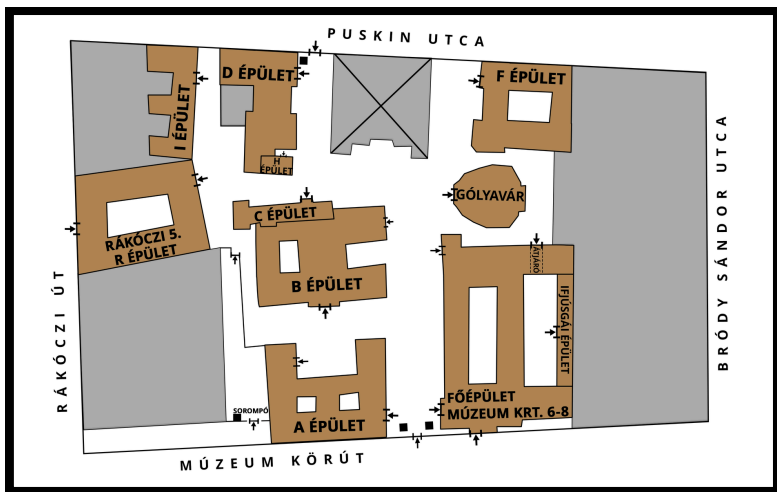 PUSKIN UTCA
D ÉPÜLET
F ÉPÜLET
I ÉPÜLET
H
ÉPÜLET
GÓLYAVÁR
C ÉPÜLET
RÁKÓCZI 5.
R ÉPÜLET
ÁTJÁRÓ
B ÉPÜLET
IFJÚSGÁI ÉPÜLET
BRÓDY SÁNDOR UTCA
RÁKÓCZI ÚT
FŐÉPÜLET
MÚZEUM KRT. 6-8
SOROMPÓ
A ÉPÜLET
MÚZEUM KÖRÚT